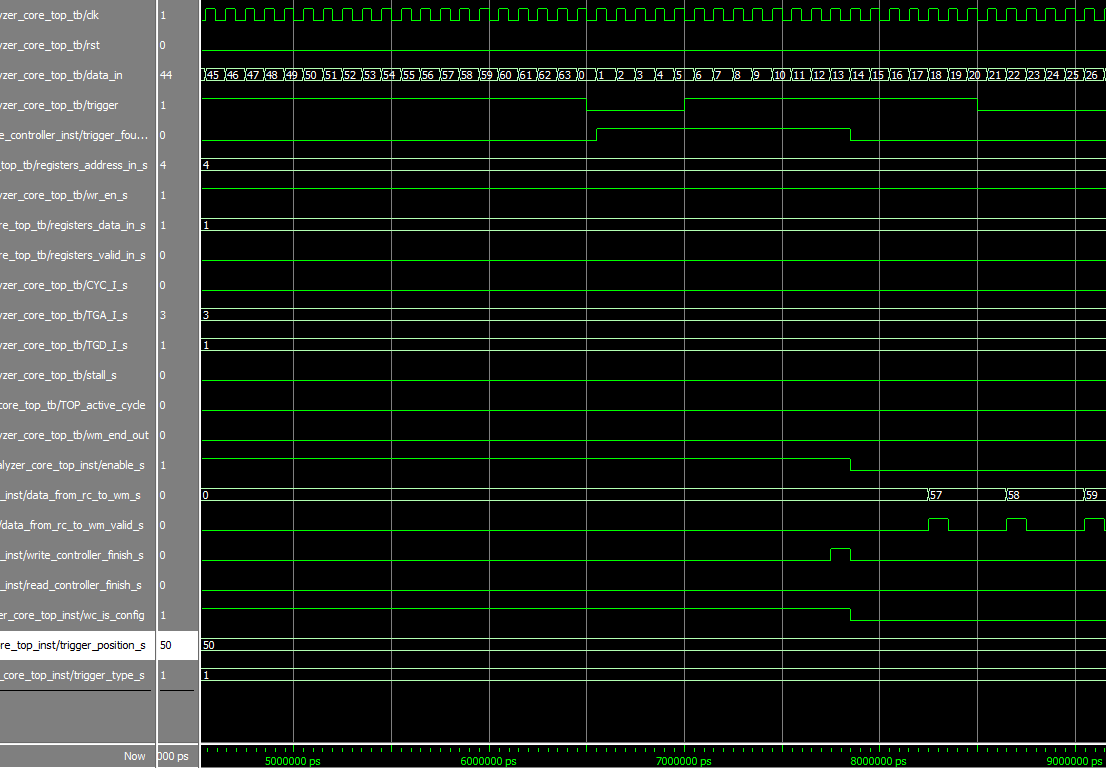 yzer_core_top_tb/clk 1
yzer_core_top_tb/rst 0
yzer_core_top_tb/data_in 44 45 46 47 48 49 50 51 52 53 54 55 56 57 58 59 60 61 62 63 0 1 2 3 4 5 6 7 8 9 10 11 12 13 14 15 16 17 18 19 20 21 22 23 24 25 26
yzer_core_top_tb/trigger 1
e_controller_inst/trigger_fou... 0
top_tb/registers_address_in_s 4 4
yzer_core_top_tb/wr_en_s 1
re_top_tb/registers_data_in_s 1 1
re_top_tb/registers_valid_in_s 0
yzer_core_top_tb/CYC_I_s 0
yzer_core_top_tb/TGA_I_s 3 3
yzer_core_top_tb/TGD_I_s 1 1
yzer_core_top_tb/stall_s 0
core_top_tb/TOP_active_cycle 0
yzer_core_top_tb/wm_end_out 0
alyzer_core_top_inst/enable_s 1
_inst/data_from_rc_to_wm_s 0 0 57 58 59
/data_from_rc_to_wm_valid_s 0
_inst/write_controller_finish_s 0
_inst/read_controller_finish_s 0
er_core_top_inst/wc_is_config 1
re_top_inst/trigger_position_s 50 50
_core_top_inst/trigger_type_s 1 1
Now 000 ps 5000000 ps 6000000 ps 7000000 ps 8000000 ps 9000000 ps